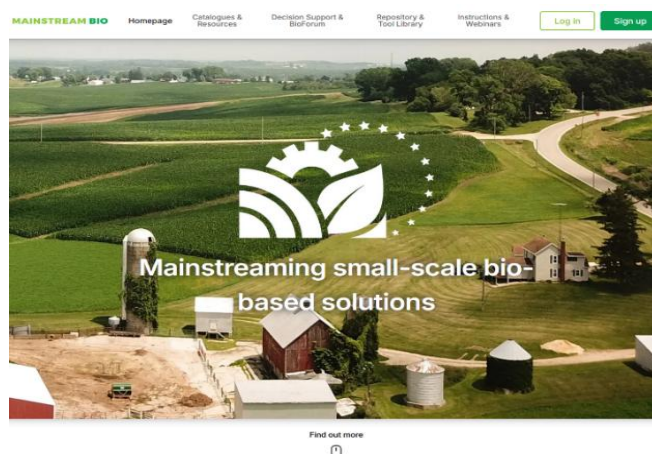 MAINSTREAM BIO
Homepage
Catalogues &
Resources
Decision Support &
BioForum
Repository &
Tool Library
Instructions &
Webinars
Log in
Sign up
Mainstreaming small-scale bio-
based solutions
Find out more